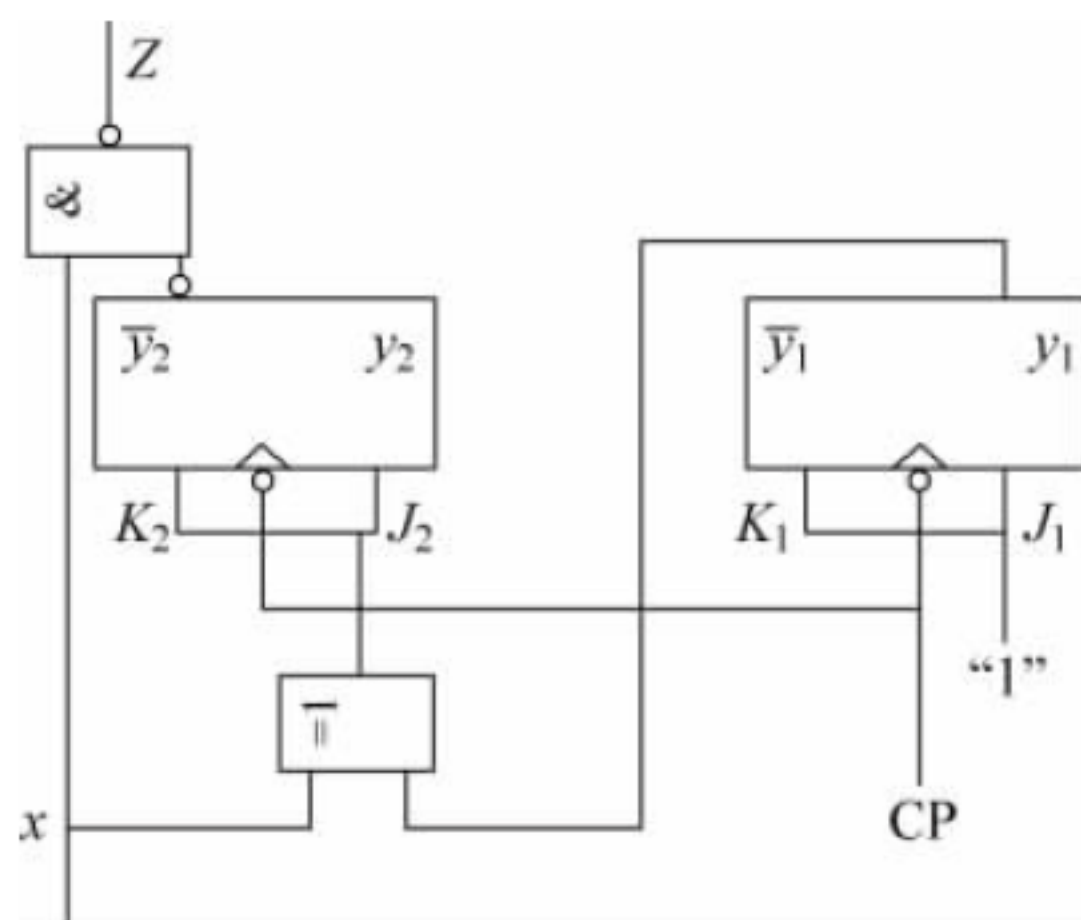 Z
&
y̅₂ y₂ y̅₁ y₁
K₂ J₂ K₁ J₁
“1”
=1
x CP